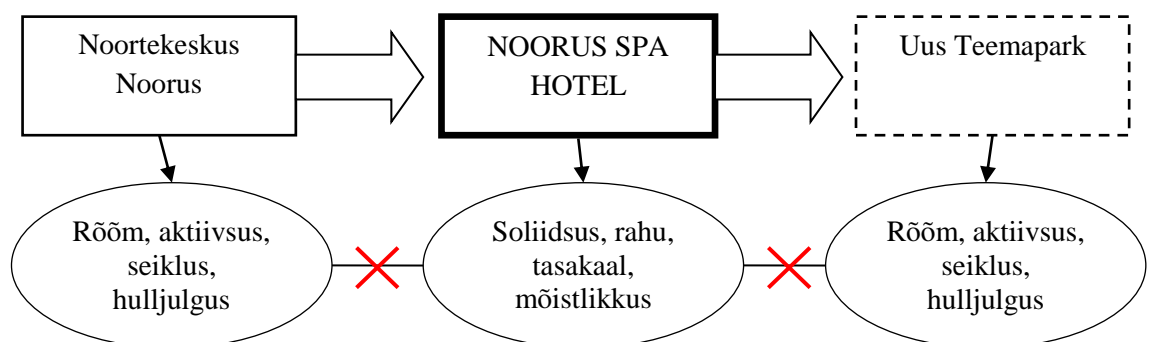 Noortekeskus
Noorus
NOORUS SPA
HOTEL
Uus Teemapark
Rõõm, aktiivsus,
seiklus,
hulljulgus
Soliidsus, rahu,
tasakaal,
mõistlikkus
Rõõm, aktiivsus,
seiklus,
hulljulgus